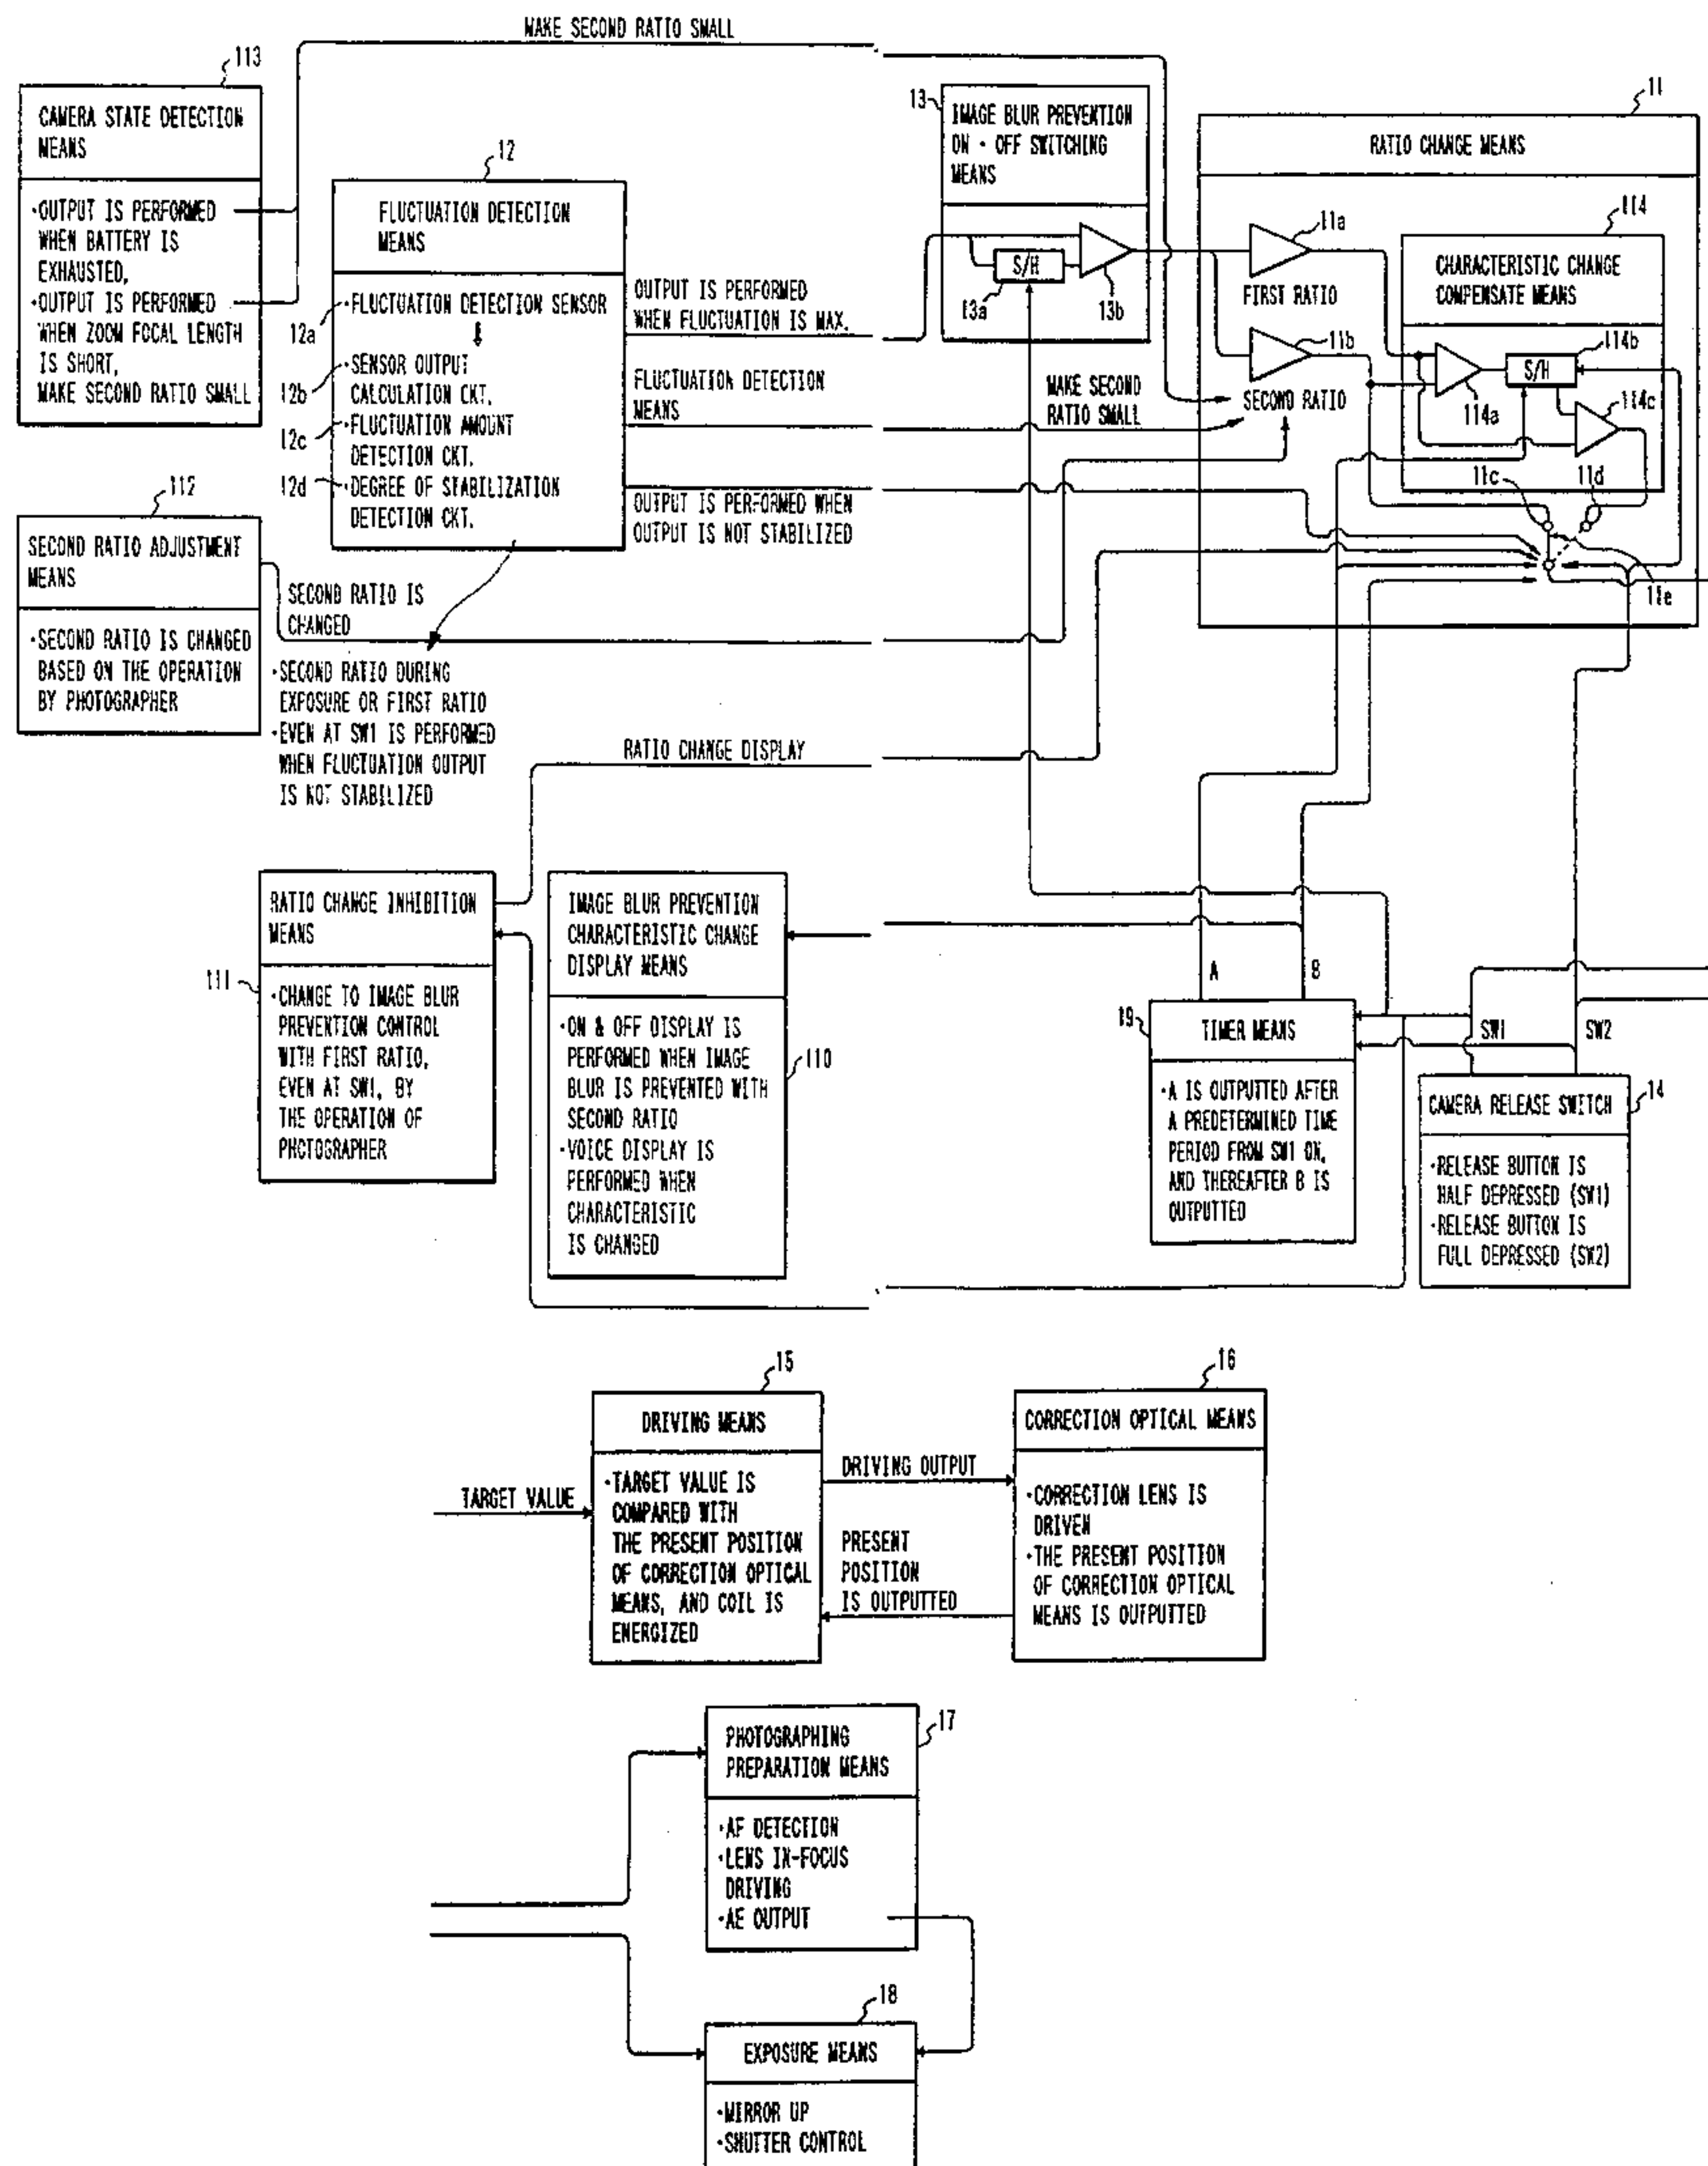 MAKE SECOND RATIO SMALL
113
CAMERA STATE DETECTION
MEANS
·OUTPUT IS PERFORMED
WHEN BATTERY IS
EXHAUSTED,
·OUTPUT IS PERFORMED
WHEN ZOOM FOCAL LENGTH
IS SHORT,
MAKE SECOND RATIO SMALL
12
FLUCTUATION DETECTION
MEANS
12a
·FLUCTUATION DETECTION SENSOR
12b
·SENSOR OUTPUT
CALCULATION CKT.
12c
·FLUCTUATION AMOUNT
DETECTION CKT.
12d
·DEGREE OF STABILIZATION
DETECTION CKT.
OUTPUT IS PERFORMED
WHEN FLUCTUATION IS MAX.
FLUCTUATION DETECTION
MEANS
OUTPUT IS PERFORMED WHEN
OUTPUT IS NOT STABILIZED
13
IMAGE BLUR PREVENTION
ON · OFF SWITCHING
MEANS
S/H
13a
13b
11
RATIO CHANGE MEANS
11a
FIRST RATIO
11b
SECOND RATIO
MAKE SECOND
RATIO SMALL
114
CHARACTERISTIC CHANGE
COMPENSATE MEANS
114a
S/H
114b
114c
11c
11d
11e
112
SECOND RATIO ADJUSTMENT
MEANS
·SECOND RATIO IS CHANGED
BASED ON THE OPERATION
BY PHOTOGRAPHER
SECOND RATIO IS
CHANGED
·SECOND RATIO DURING
EXPOSURE OR FIRST RATIO
·EVEN AT SW1 IS PERFORMED
WHEN FLUCTUATION OUTPUT
IS NOT STABILIZED
RATIO CHANGE DISPLAY
111
RATIO CHANGE INHIBITION
MEANS
·CHANGE TO IMAGE BLUR
PREVENTION CONTROL
WITH FIRST RATIO,
EVEN AT SW1, BY
THE OPERATION OF
PHOTOGRAPHER
110
IMAGE BLUR PREVENTION
CHARACTERISTIC CHANGE
DISPLAY MEANS
·ON & OFF DISPLAY IS
PERFORMED WHEN IMAGE
BLUR IS PREVENTED WITH
SECOND RATIO
·VOICE DISPLAY IS
PERFORMED WHEN
CHARACTERISTIC
IS CHANGED
A
B
19
TIMER MEANS
·A IS OUTPUTTED AFTER
A PREDETERMINED TIME
PERIOD FROM SW1 ON,
AND THEREAFTER B IS
OUTPUTTED
SW1
SW2
14
CAMERA RELEASE SWITCH
·RELEASE BUTTON IS
HALF DEPRESSED (SW1)
·RELEASE BUTTON IS
FULL DEPRESSED (SW2)
TARGET VALUE
15
DRIVING MEANS
·TARGET VALUE IS
COMPARED WITH
THE PRESENT POSITION
OF CORRECTION OPTICAL
MEANS, AND COIL IS
ENERGIZED
DRIVING OUTPUT
PRESENT
POSITION
IS OUTPUTTED
16
CORRECTION OPTICAL MEANS
·CORRECTION LENS IS
DRIVEN
·THE PRESENT POSITION
OF CORRECTION OPTICAL
MEANS IS OUTPUTTED
17
PHOTOGRAPHING
PREPARATION MEANS
·AF DETECTION
·LENS IN-FOCUS
DRIVING
·AE OUTPUT
18
EXPOSURE MEANS
·MIRROR UP
·SHUTTER CONTROL